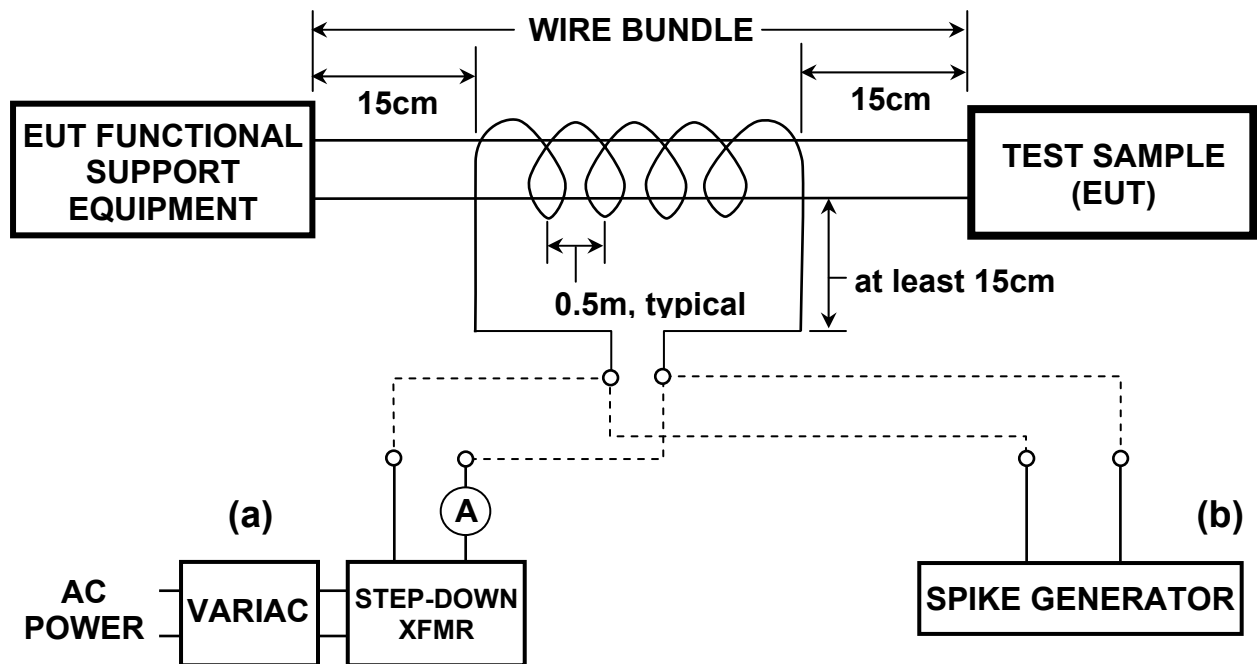 WIRE BUNDLE
15cm
15cm
EUT FUNCTIONAL
SUPPORT
EQUIPMENT
TEST SAMPLE
(EUT)
at least 15cm
0.5m, typical
(a)
A
(b)
AC
POWER
VARIAC
STEP-DOWN
XFMR
SPIKE GENERATOR